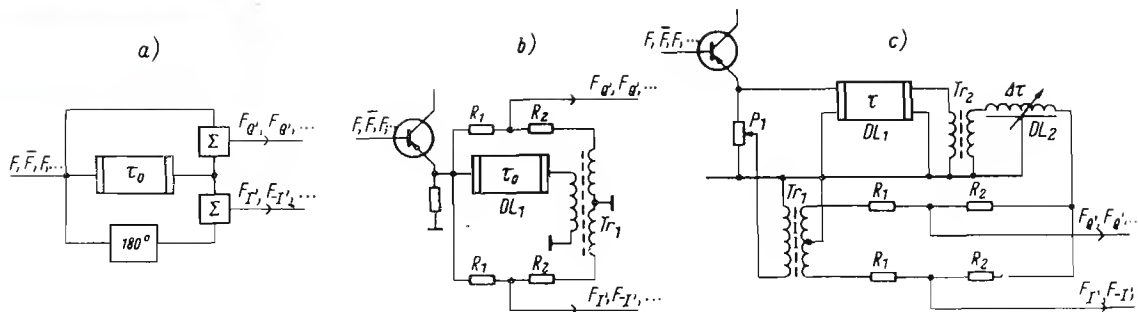 a)
F, F̅, F,...
τ₀
Σ
Σ
180°
F_Q', F_Q', ...
F_I', F_-I', ...
b)
F, F̅, F,..
R₁
R₂
F_Q', F_Q', ...
τ₀
DL₁
Tr₁
R₁
R₂
F_I', F_-I', ...
c)
F, F̅, F,...
P₁
τ
DL₁
Tr₂
Δτ
DL₂
Tr₁
R₁
R₂
F_Q', F_Q', ...
R₁
R₂
F_I', F_-I', ...